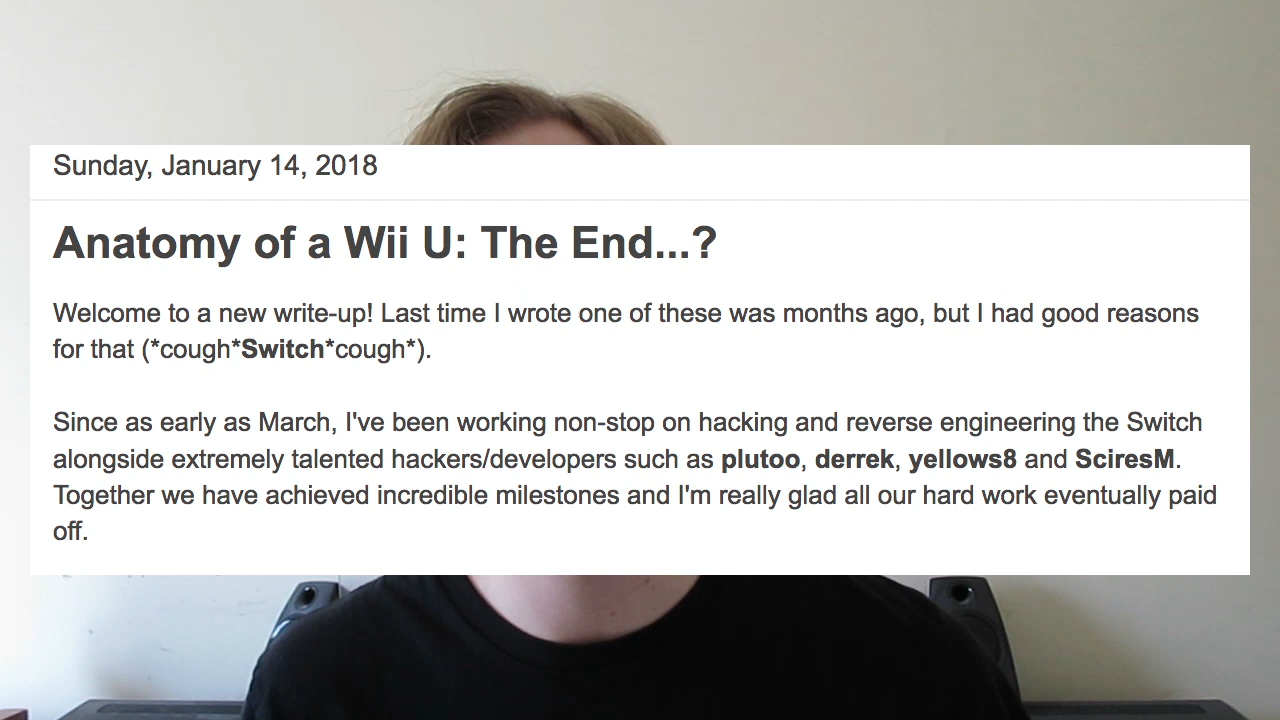 Sunday, January 14, 2018
Anatomy of a Wii U: The End...?
Welcome to a new write-up! Last time I wrote one of these was months ago, but I had good reasons
for that (*cough*Switch*cough*).
Since as early as March, I've been working non-stop on hacking and reverse engineering the Switch
alongside extremely talented hackers/developers such as plutoo, derrek, yellows8 and SciresM.
Together we have achieved incredible milestones and I'm really glad all our hard work eventually paid
off.